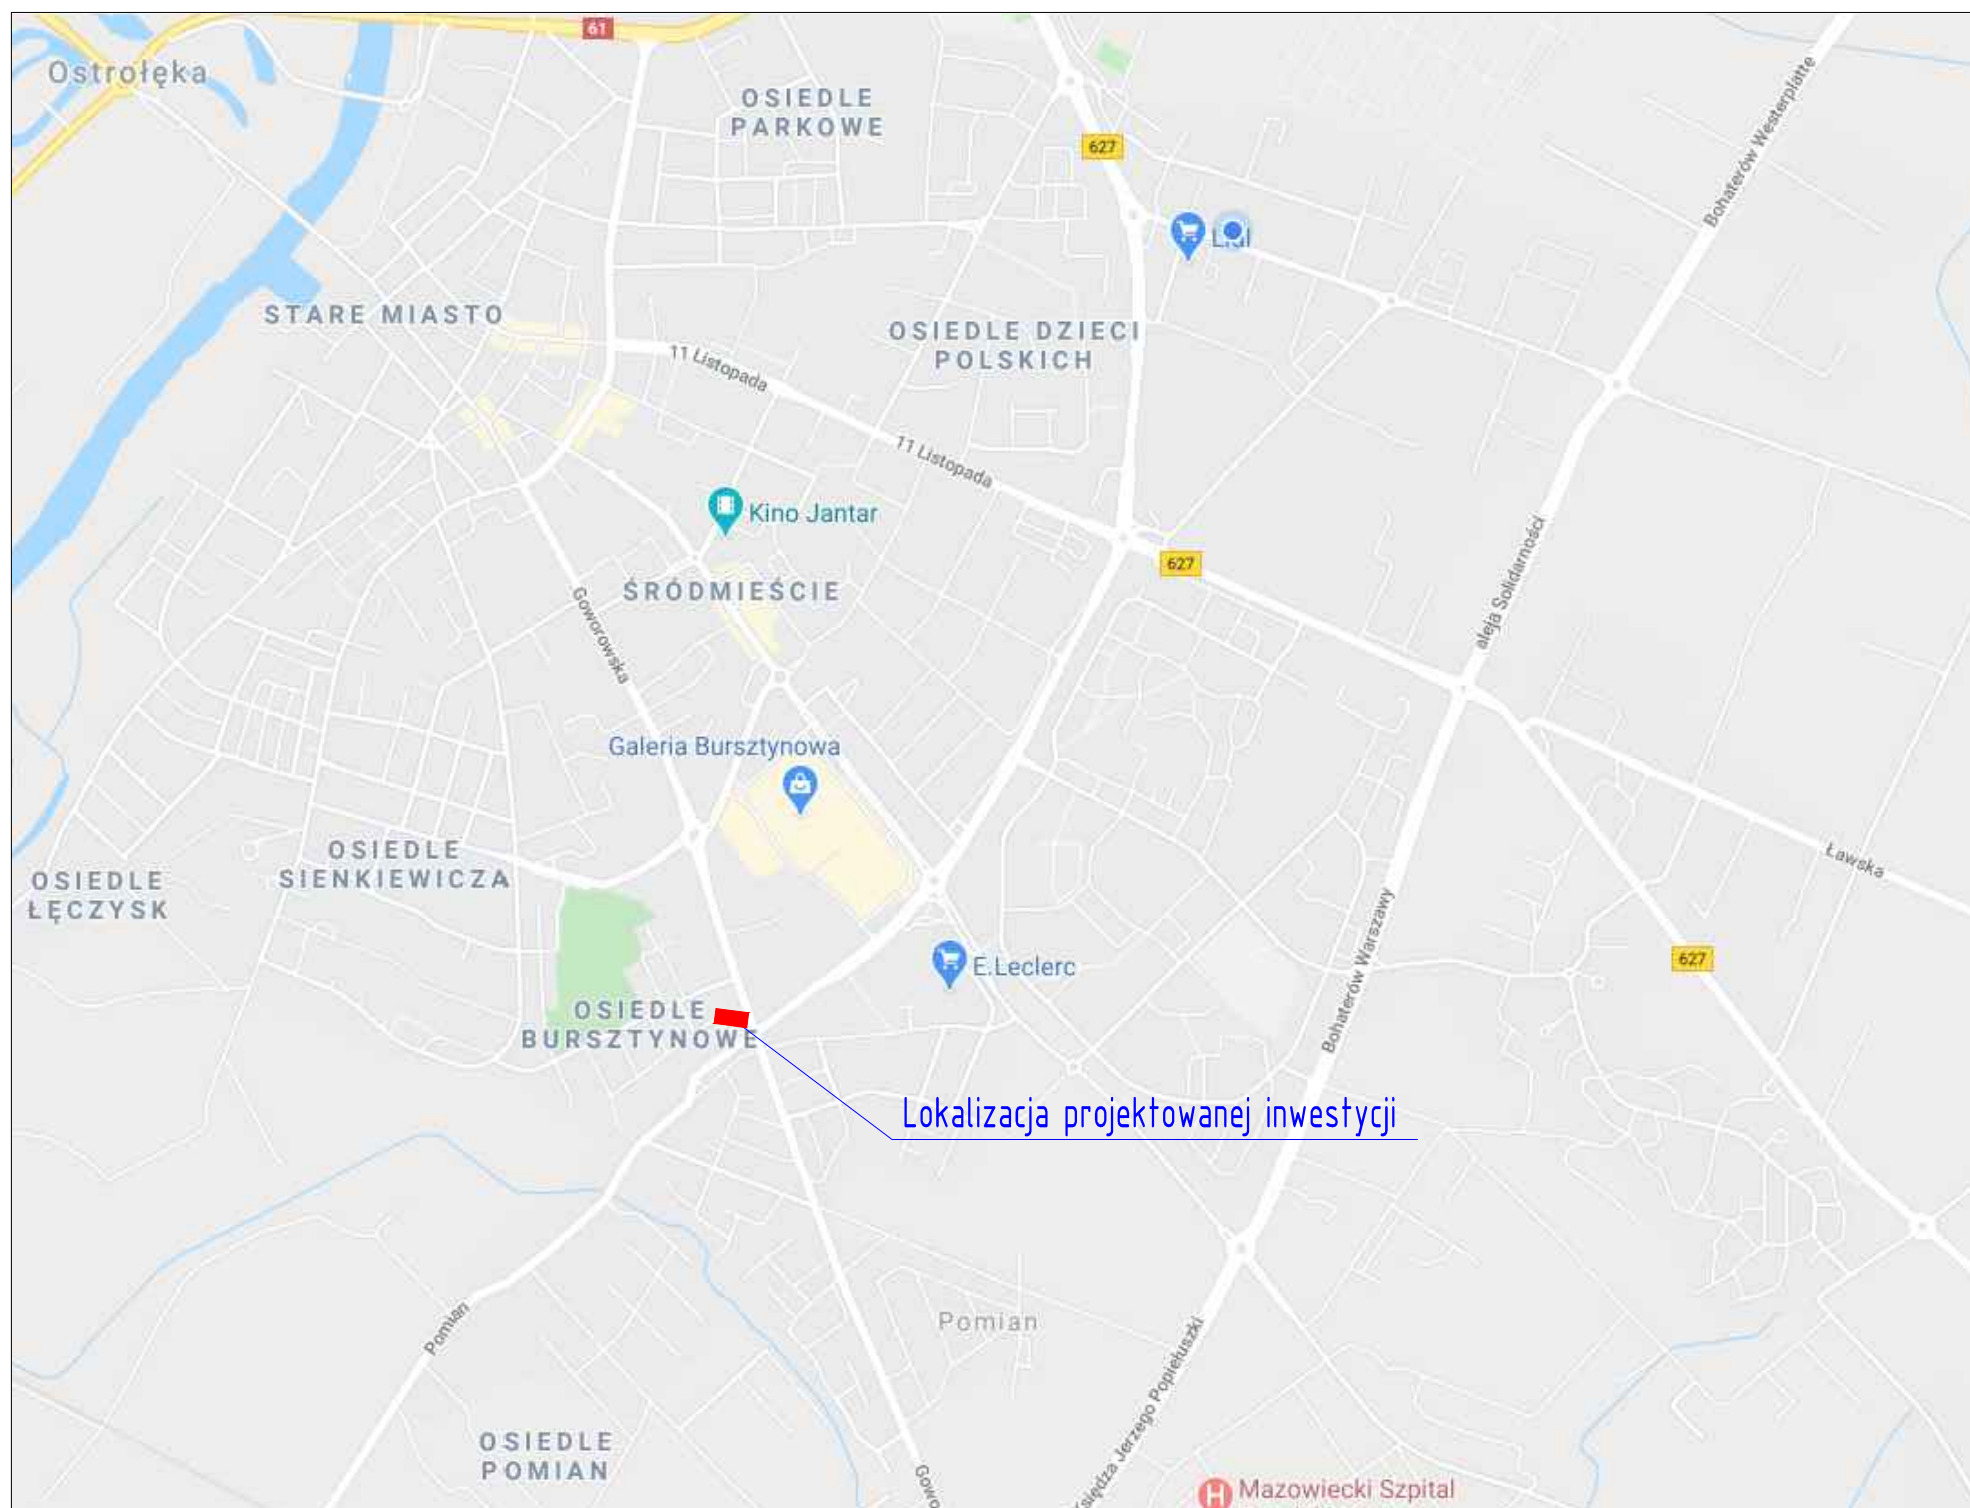 61
Ostrołęka
OSIEDLE
PARKOWE
627
Bohaterów Westerplatte
Lidl
STARE MIASTO
OSIEDLE DZIECI
POLSKICH
11 Listopada
11 Listopada
Kino Jantar
627
aleja Solidarności
ŚRÓDMIEŚCIE
Goworowska
Galeria Bursztynowa
OSIEDLE
SIENKIEWICZA
OSIEDLE
ŁĘCZYSK
Ławska
Bohaterów Warszawy
627
E.Leclerc
OSIEDLE
BURSZTYNOWE
Lokalizacja projektowanej inwestycji
Pomian
Pomian
Księdza Jerzego Popiełuszki
OSIEDLE
POMIAN
Gowo
Mazowiecki Szpital